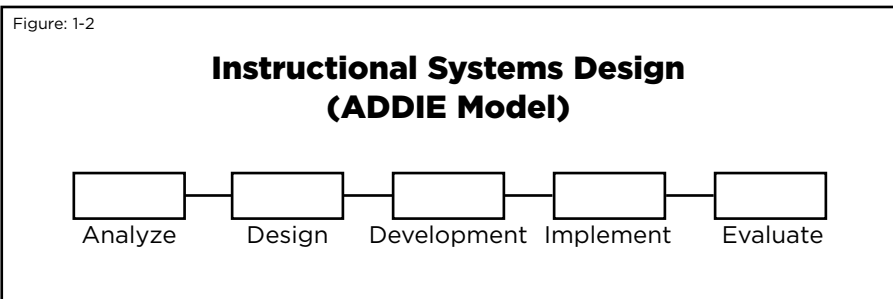 Figure: 1-2
Instructional Systems Design
(ADDIE Model)
Analyze Design Development Implement Evaluate